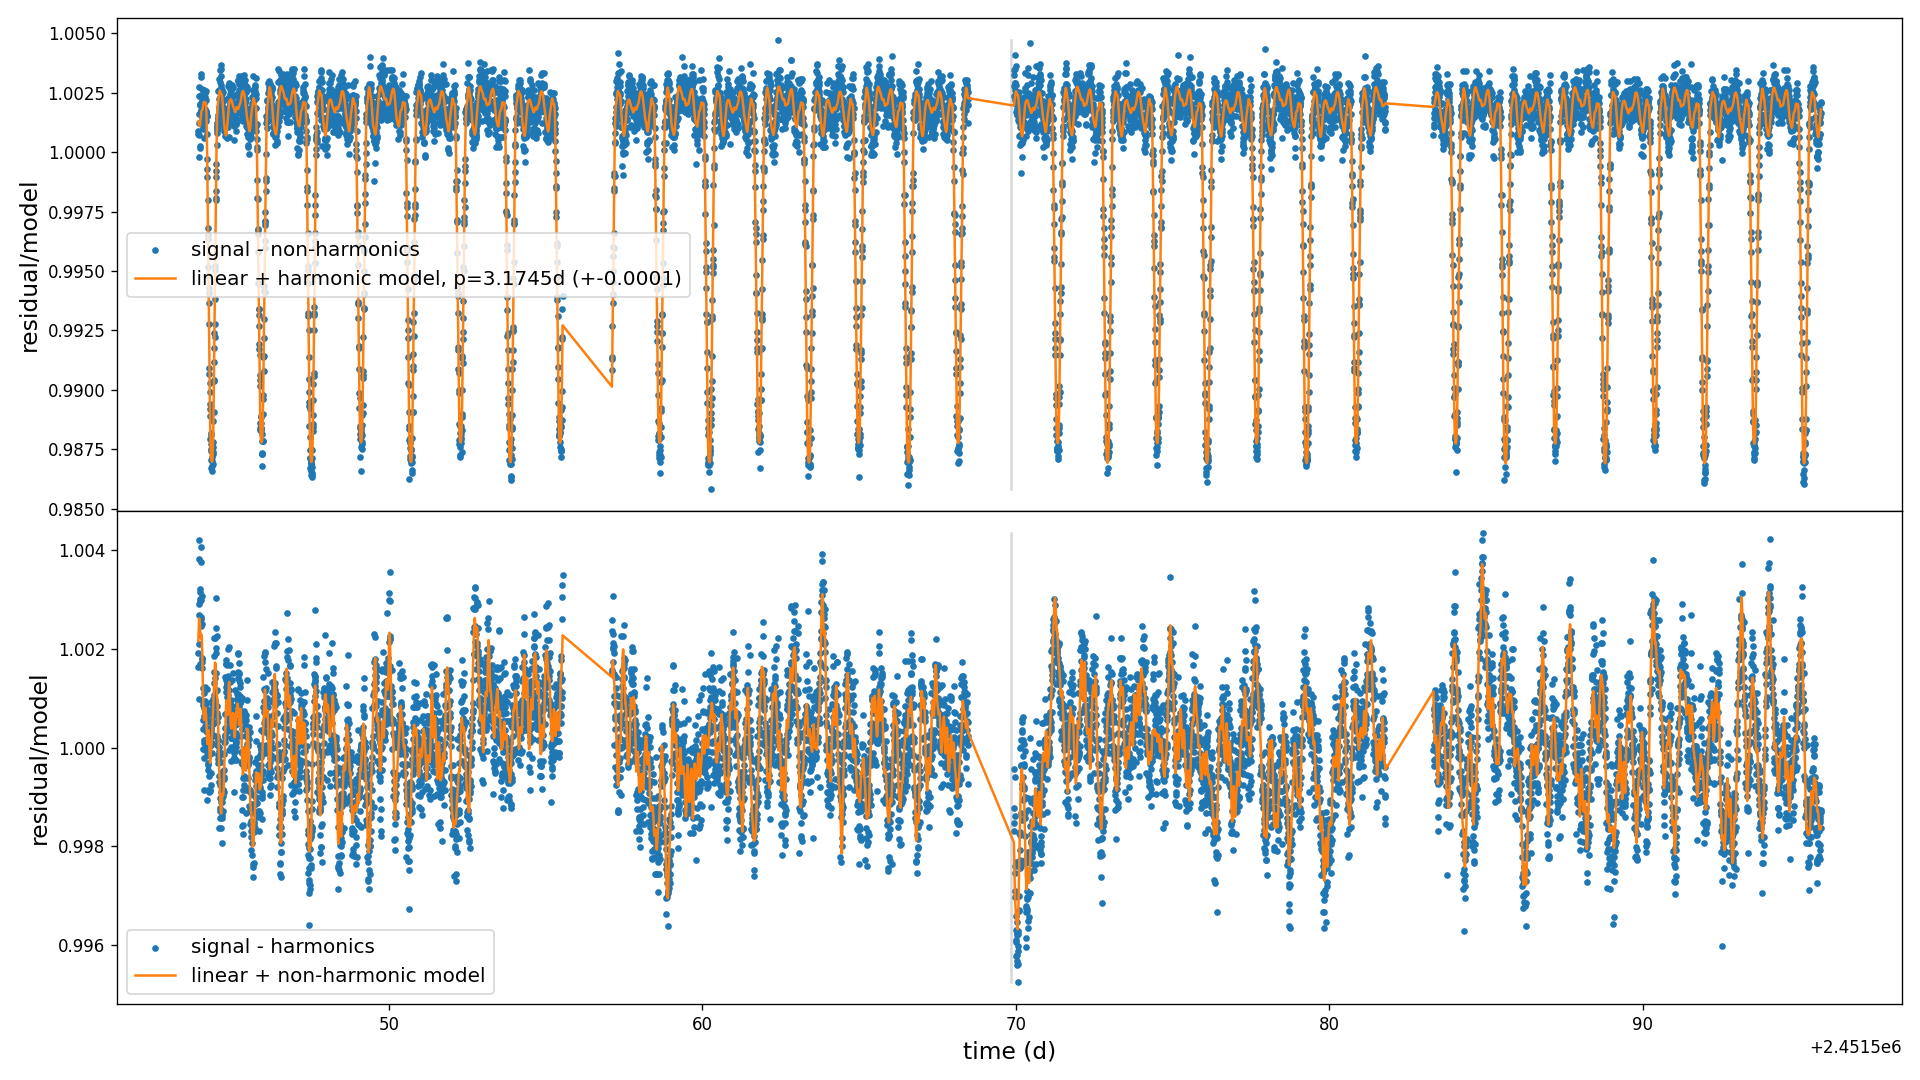 1.0050
1.0025
1.0000
0.9975
0.9950
0.9925
0.9900
0.9875
0.9850
residual/model
signal - non-harmonics
linear + harmonic model, p=3.1745d (+-0.0001)
1.004
1.002
1.000
0.998
0.996
residual/model
signal - harmonics
linear + non-harmonic model
50
60
70
80
90
time (d)
+2.4515e6